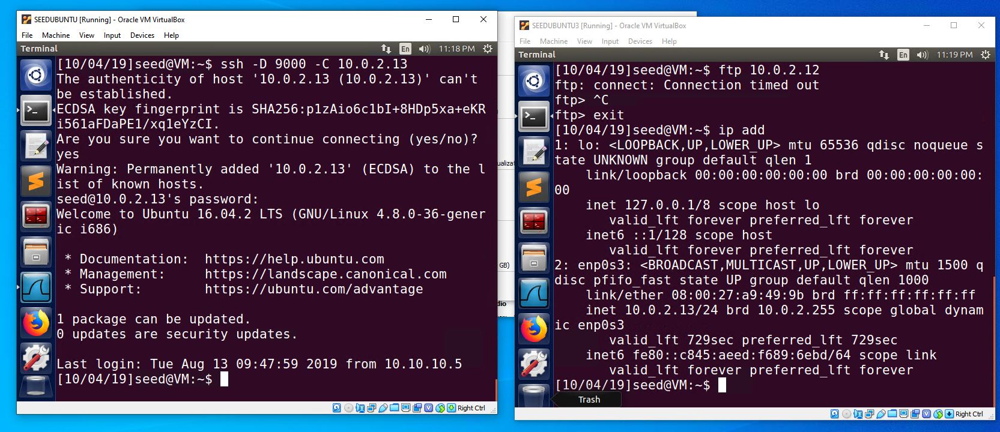 SEEDUBUNTU [Running] - Oracle VM VirtualBox
File Machine View Input Devices Help
Terminal En 11:18 PM
[10/04/19]seed@VM:~$ ssh -D 9000 -C 10.0.2.13
The authenticity of host '10.0.2.13 (10.0.2.13)' can't
be established.
ECDSA key fingerprint is SHA256:p1zAio6c1bI+8HDp5xa+eKR
i561aFDaPE1/xq1eYzCI.
Are you sure you want to continue connecting (yes/no)?
yes
Warning: Permanently added '10.0.2.13' (ECDSA) to the l
ist of known hosts.
seed@10.0.2.13's password:
Welcome to Ubuntu 16.04.2 LTS (GNU/Linux 4.8.0-36-gener
ic i686)
* Documentation: https://help.ubuntu.com
* Management: https://landscape.canonical.com
* Support: https://ubuntu.com/advantage
1 package can be updated.
0 updates are security updates.
Last login: Tue Aug 13 09:47:59 2019 from 10.10.10.5
[10/04/19]seed@VM:~$
Right Ctrl
ualizat
GB)
dio
SEEDUBUNTU3 [Running] - Oracle VM VirtualBox
File Machine View Input Devices Help
Terminal En 11:19 PM
[10/04/19]seed@VM:~$ ftp 10.0.2.12
ftp: connect: Connection timed out
ftp> ^C
ftp> exit
[10/04/19]seed@VM:~$ ip add
1: lo: <LOOPBACK,UP,LOWER_UP> mtu 65536 qdisc noqueue s
tate UNKNOWN group default qlen 1
link/loopback 00:00:00:00:00:00 brd 00:00:00:00:00:
00
inet 127.0.0.1/8 scope host lo
valid_lft forever preferred_lft forever
inet6 ::1/128 scope host
valid_lft forever preferred_lft forever
2: enp0s3: <BROADCAST,MULTICAST,UP,LOWER_UP> mtu 1500 q
disc pfifo_fast state UP group default qlen 1000
link/ether 08:00:27:a9:49:9b brd ff:ff:ff:ff:ff:ff
inet 10.0.2.13/24 brd 10.0.2.255 scope global dynam
ic enp0s3
valid_lft 729sec preferred_lft 729sec
inet6 fe80::c845:aeed:f689:6ebd/64 scope link
valid_lft forever preferred_lft forever
[10/04/19]seed@VM:~$
Trash
Right Ctrl